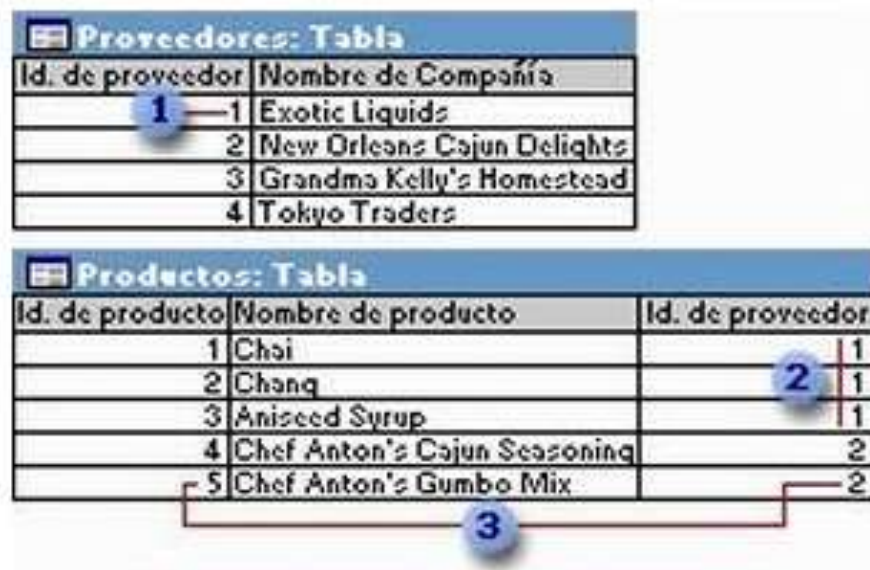 Proveedores: Tabla
Id. de proveedor Nombre de Compañía
1 1 Exotic Liquids
2 New Orleans Cajun Delights
3 Grandma Kelly's Homestead
4 Tokyo Traders
Productos: Tabla
Id. de producto Nombre de producto Id. de proveedor
1 Chai 1
2 Chang 2 1
3 Aniseed Syrup 1
4 Chef Anton's Cajun Seasoning 2
5 Chef Anton's Gumbo Mix 2
3